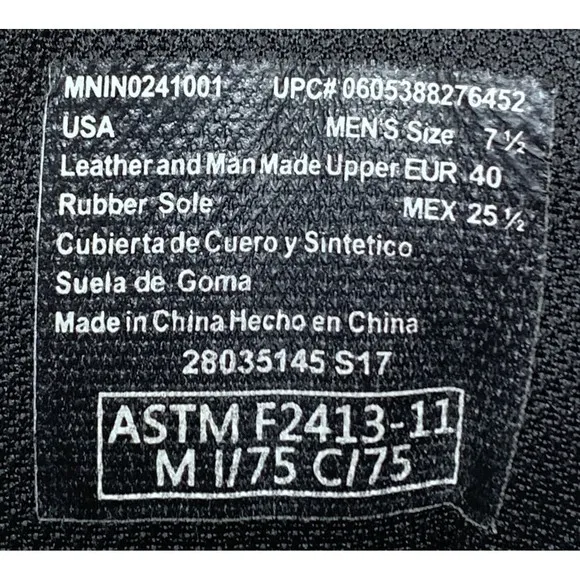 MNIN0241001 UPC# 0605388276452
USA MEN'S Size 7 ½
Leather and Man Made Upper EUR 40
Rubber Sole MEX 25 ½
Cubierta de Cuero y Sintetico
Suela de Goma
Made in China Hecho en China
28035145 S17
ASTM F2413-11
M I/75 C/75